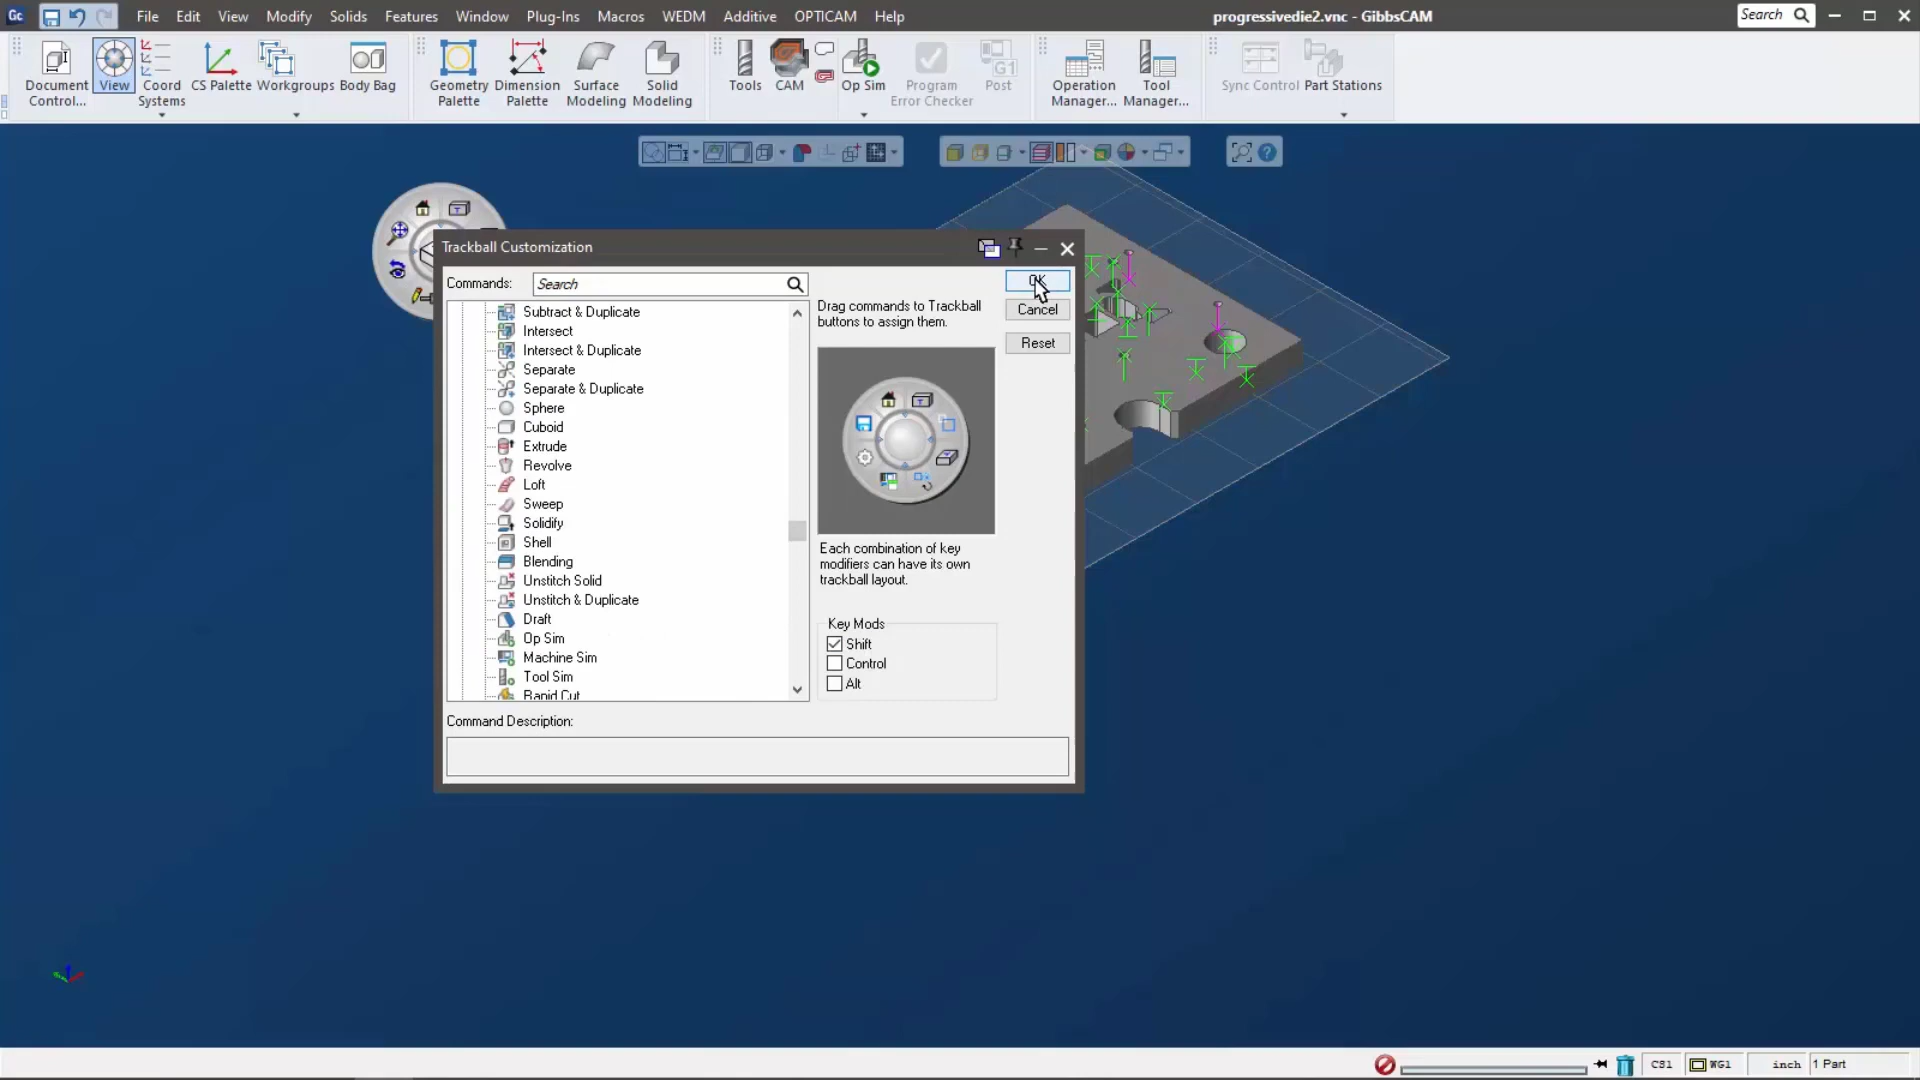 Gc File Edit View Modify Solids Features Window Plug-Ins Macros WEDM Additive OPTICAM Help progressivedie2.vnc - GibbsCAM Search
Document Control...
View
Coord Systems
CS Palette
Workgroups
Body Bag
Geometry Palette
Dimension Palette
Surface Modeling
Solid Modeling
Tools
CAM
Op Sim
Program Error Checker
G1
Post
Operation Manager...
Tool Manager...
Sync Control
Part Stations
Trackball Customization
Commands: Search
OK
Cancel
Reset
Drag commands to Trackball
buttons to assign them.
Subtract & Duplicate
Intersect
Intersect & Duplicate
Separate
Separate & Duplicate
Sphere
Cuboid
Extrude
Revolve
Loft
Sweep
Solidify
Shell
Blending
Unstitch Solid
Unstitch & Duplicate
Draft
Op Sim
Machine Sim
Tool Sim
Rapid Cut
Each combination of key
modifiers can have its own
trackball layout.
Key Mods
Shift
Control
Alt
Command Description:
CS1 WG1 inch 1 Part